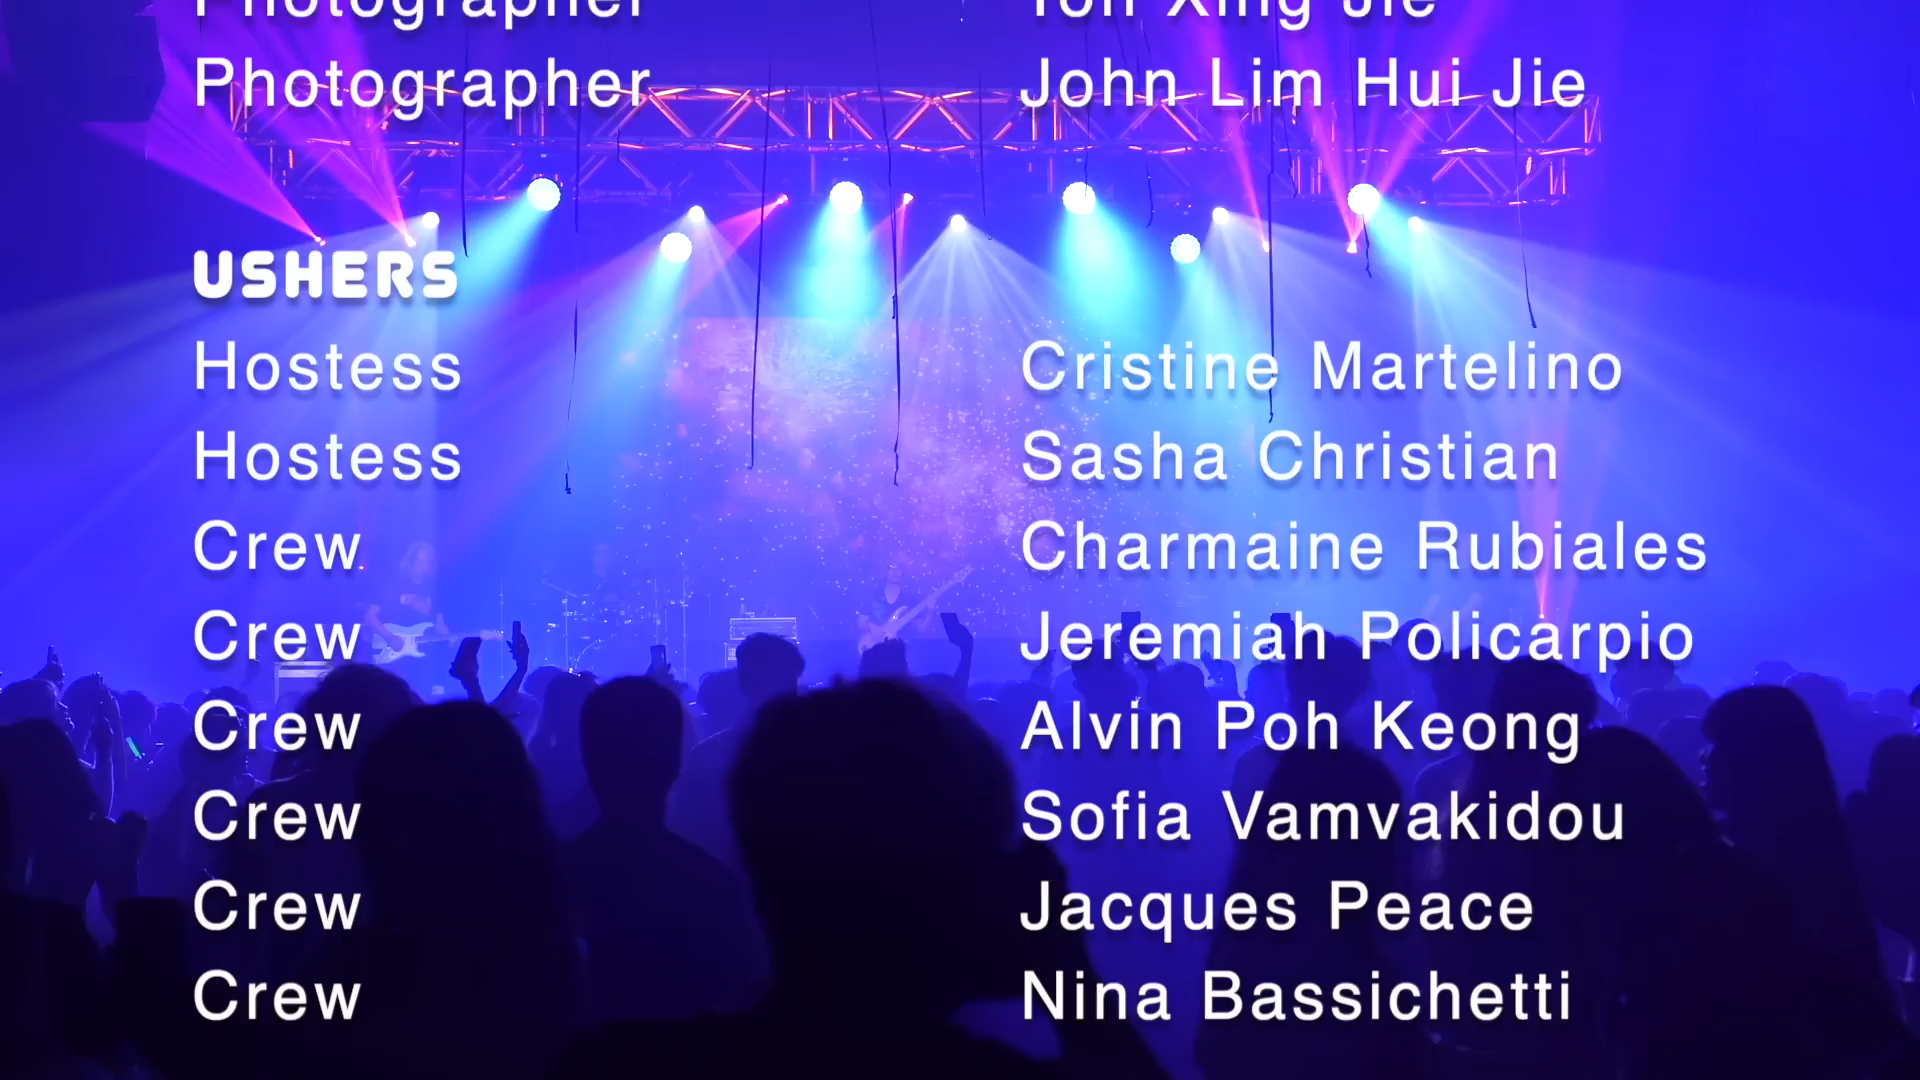 Photographer John Lim Hui Jie
USHERS
Hostess Cristine Martelino
Hostess Sasha Christian
Crew Charmaine Rubiales
Crew Jeremiah Policarpio
Crew Alvin Poh Keong
Crew Sofia Vamvakidou
Crew Jacques Peace
Crew Nina Bassichetti